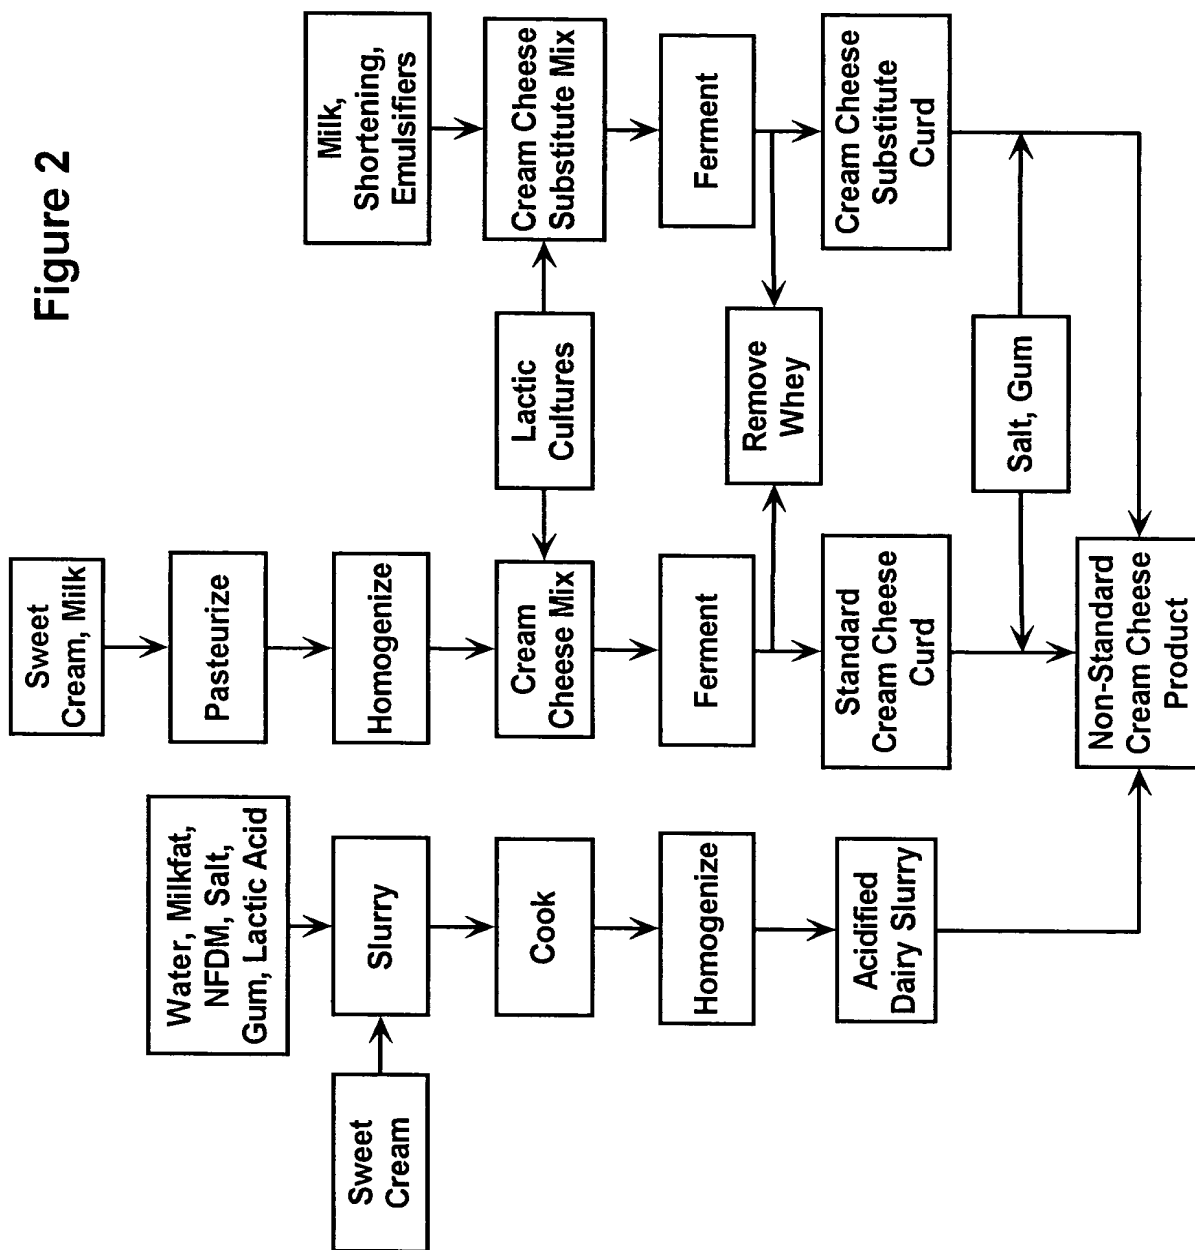 Figure 2
Milk,
Shortening,
Emulsifiers
Cream Cheese
Substitute Mix
Ferment
Cream Cheese
Substitute
Curd
Lactic
Cultures
Remove
Whey
Salt, Gum
Sweet
Cream, Milk
Pasteurize
Homogenize
Cream
Cheese Mix
Ferment
Standard
Cream Cheese
Curd
Non-Standard
Cream Cheese
Product
Water, Milkfat,
NFDM, Salt,
Gum, Lactic Acid
Slurry
Cook
Homogenize
Acidified
Dairy Slurry
Sweet
Cream